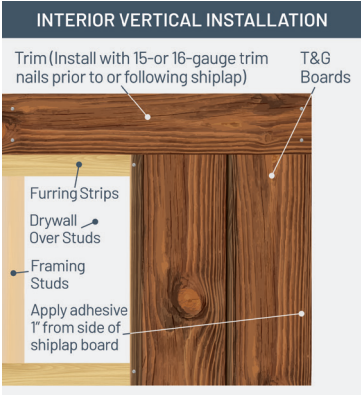 INTERIOR VERTICAL INSTALLATION
Trim (Install with 15-or 16-gauge trim
nails prior to or following shiplap)
T&G
Boards
Furring Strips
Drywall
Over Studs
Framing
Studs
Apply adhesive
1" from side of
shiplap board